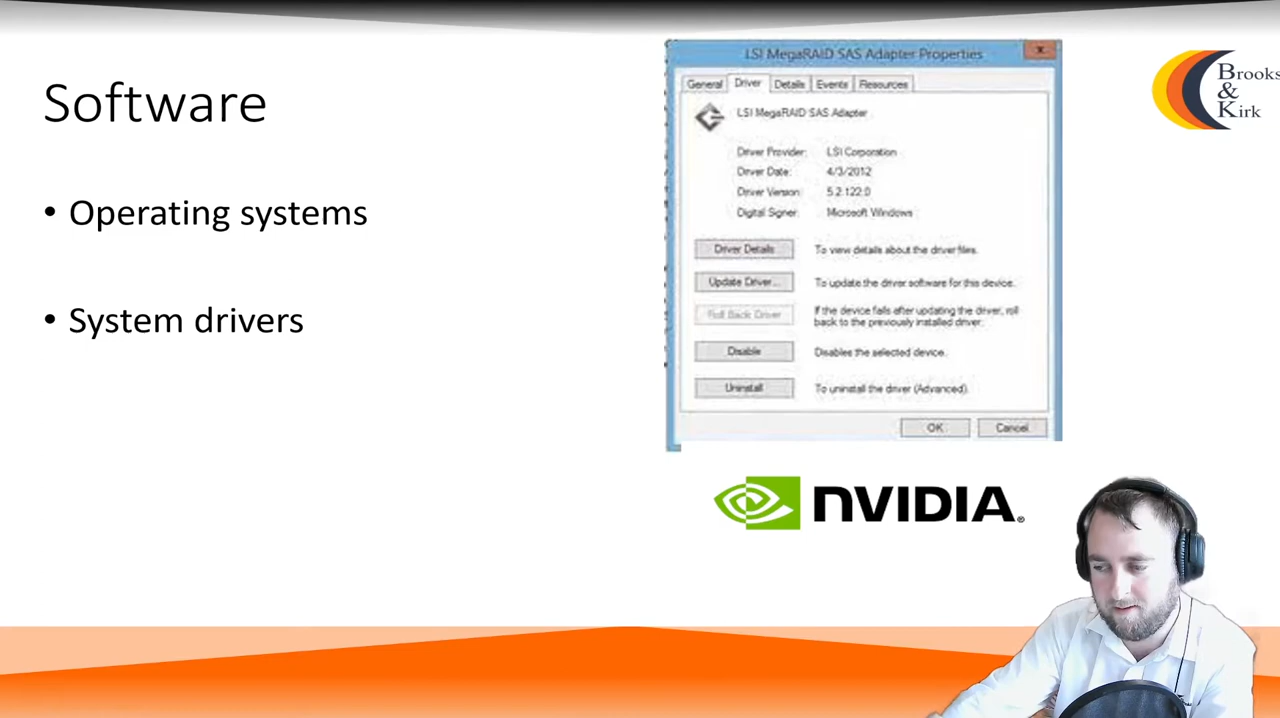 Software
• Operating systems
• System drivers
LSI MegaRAID SAS Adapter Properties
x
General Driver Details Events Resources
LSI MegaRAID SAS Adapter
Driver Provider: LSI Corporation
Driver Date: 4/3/2012
Driver Version: 5.2.122.0
Digital Signer: Microsoft Windows
Driver Details To view details about the driver files.
Update Driver... To update the driver software for this device.
Roll Back Driver If the device fails after updating the driver, roll
back to the previously installed driver.
Disable Disables the selected device.
Uninstall To uninstall the driver (Advanced).
OK Cancel
Brooks
&
Kirk
NVIDIA®